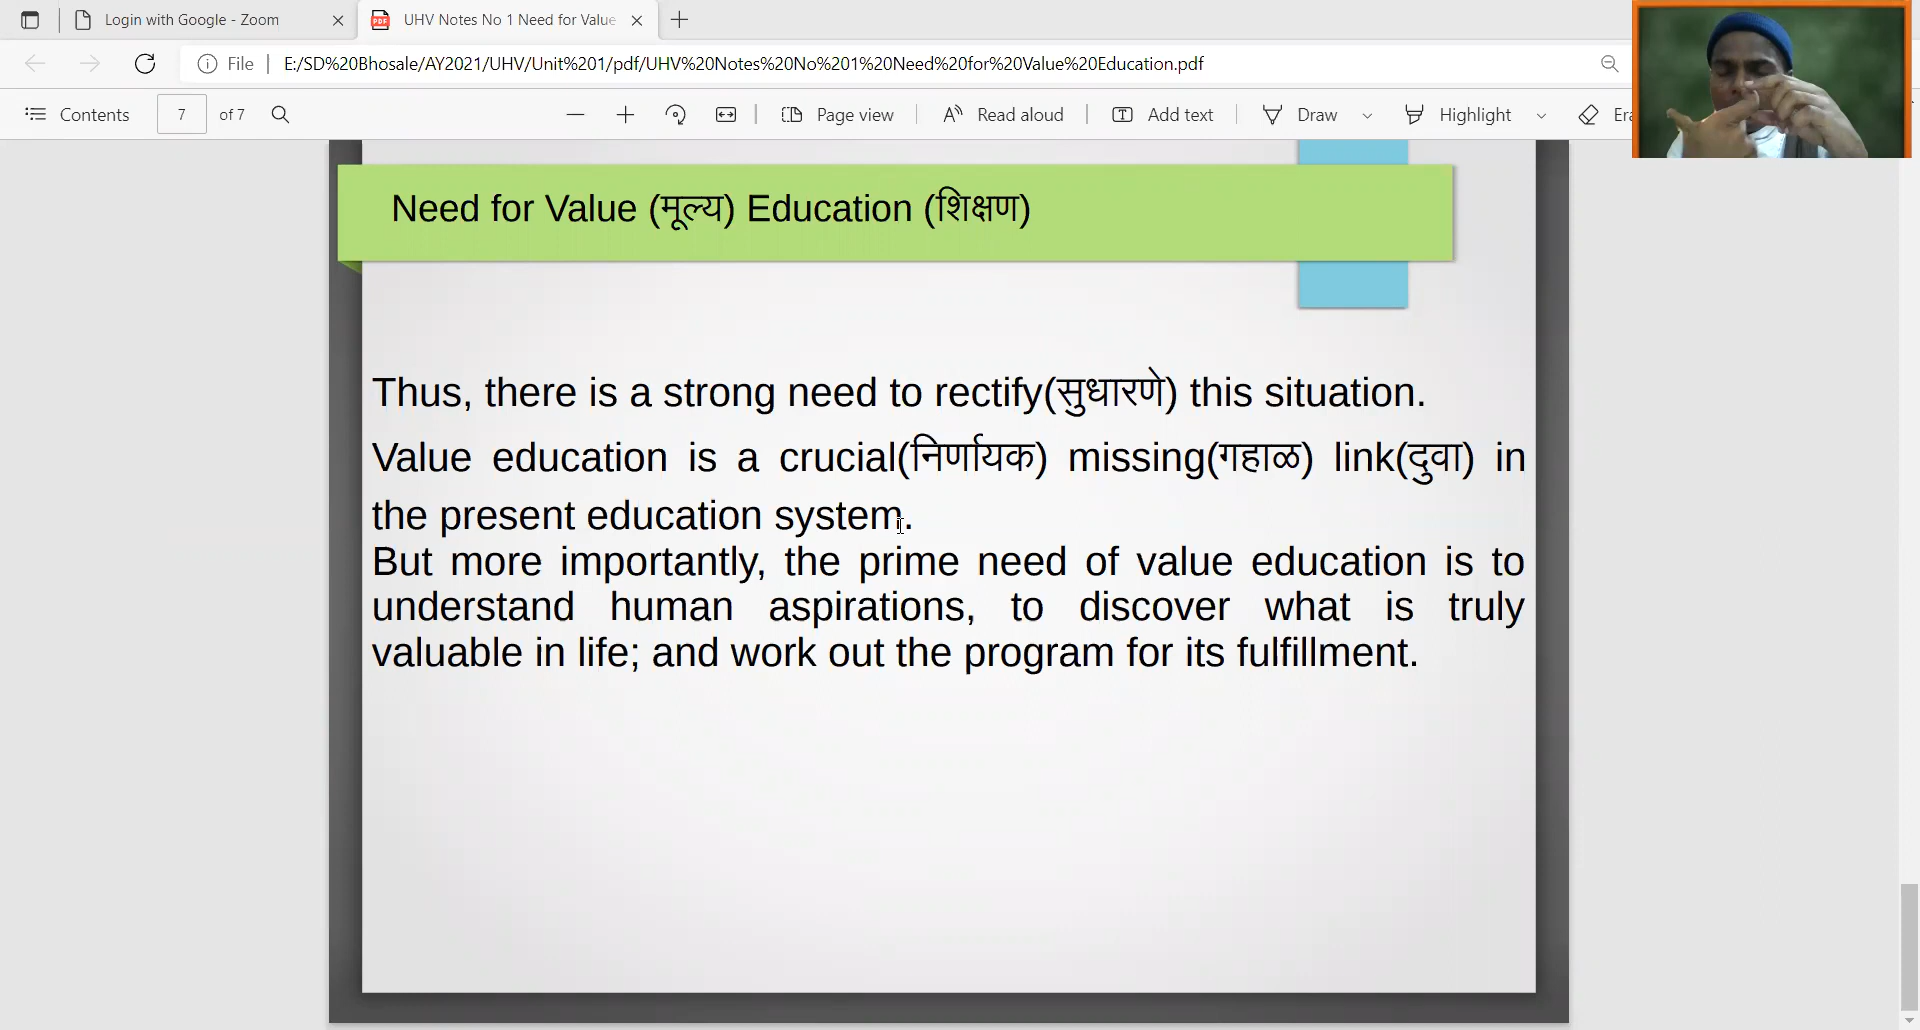 Login with Google - Zoom
UHV Notes No 1 Need for Value
File
E:/SD%20Bhosale/AY2021/UHV/Unit%201/pdf/UHV%20Notes%20No%201%20Need%20for%20Value%20Education.pdf
Contents 7 of 7 Page view Read aloud Add text Draw Highlight Era
Need for Value (मूल्य) Education (शिक्षण)
Thus, there is a strong need to rectify(सुधारणे) this situation.
Value education is a crucial(निर्णायक) missing(गहाळ) link(दुवा) in
the present education system.
But more importantly, the prime need of value education is to
understand human aspirations, to discover what is truly
valuable in life; and work out the program for its fulfillment.